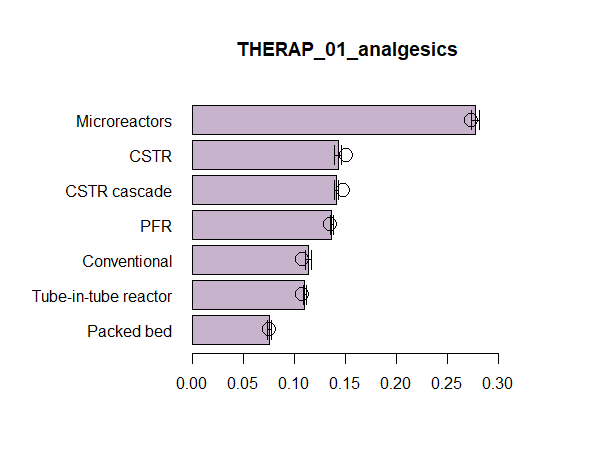 THERAP_01_analgesics
Microreactors
CSTR
CSTR cascade
PFR
Conventional
Tube-in-tube reactor
Packed bed
0.00 0.05 0.10 0.15 0.20 0.25 0.30